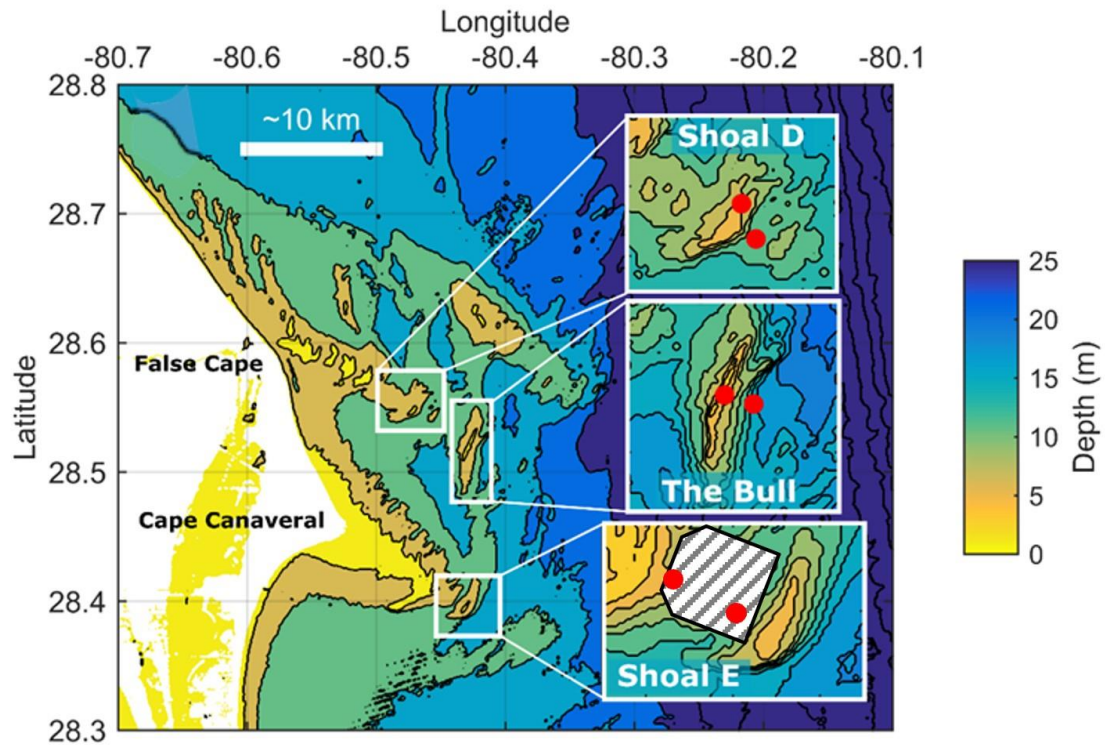 Longitude
-80.7 -80.6 -80.5 -80.4 -80.3 -80.2 -80.1
28.8
~10 km
Shoal D
28.7
25
20
28.6
False Cape
15
Latitude
Depth (m)
10
28.5
The Bull
5
Cape Canaveral
0
28.4
Shoal E
28.3